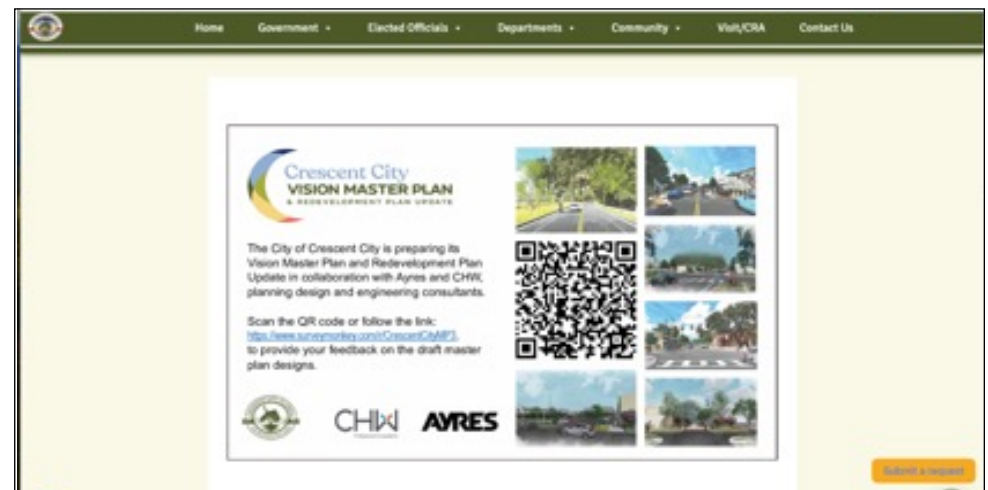 Home Government Elected Officials Departments Community Visit/CRA Contact Us
Crescent City
VISION MASTER PLAN
& REDEVELOPMENT PLAN UPDATE
The City of Crescent City is preparing its
Vision Master Plan and Redevelopment Plan
Update in collaboration with Ayres and CHW,
planning design and engineering consultants.
Scan the QR code or follow the link:
https://www.surveymonkey.com/r/CrescentCityMP3,
to provide your feedback on the draft master
plan designs.
CHW
AYRES
Submit a request